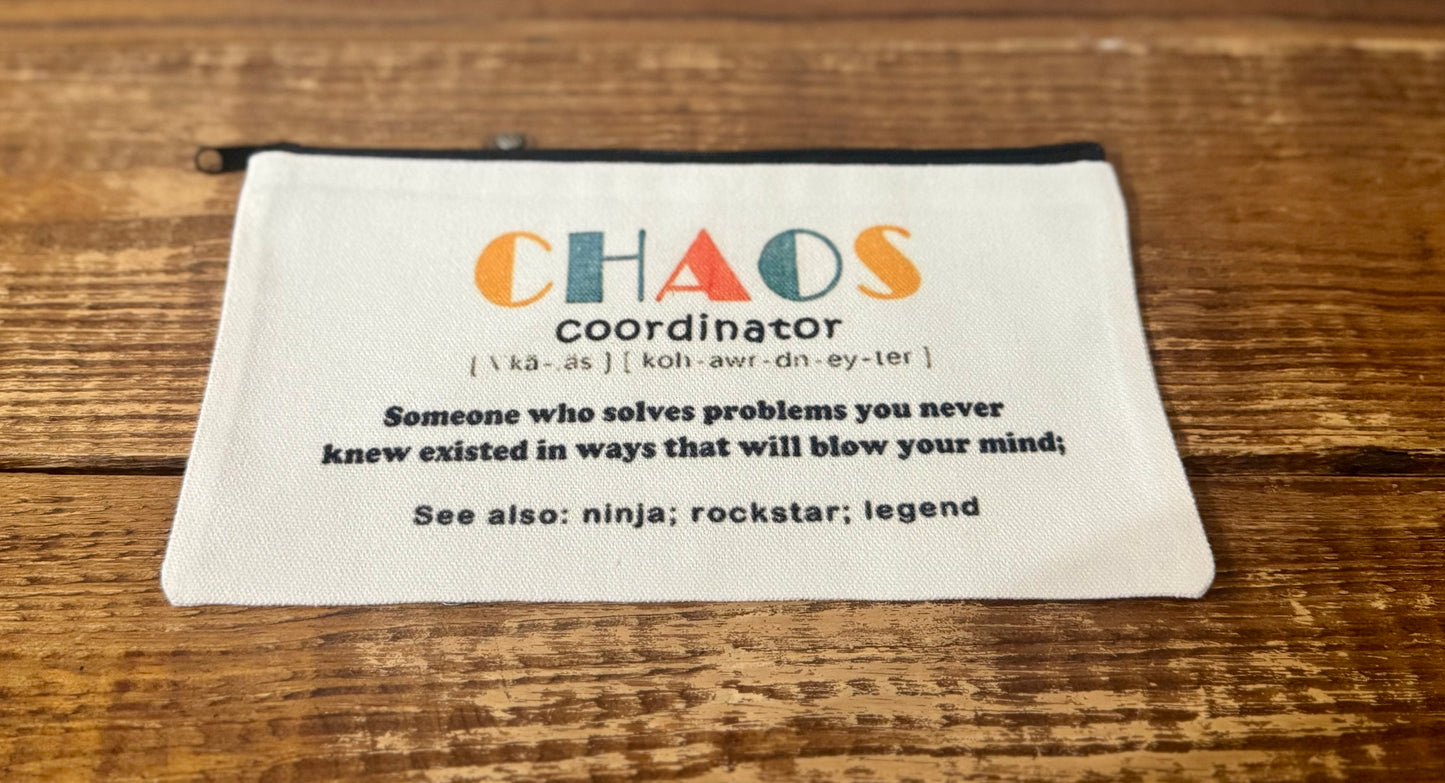 CHAOS
coordinator
[ \ kā-ˌäs ] [ koh-awr-dn-ey-ter ]
Someone who solves problems you never
knew existed in ways that will blow your mind;
See also: ninja; rockstar; legend